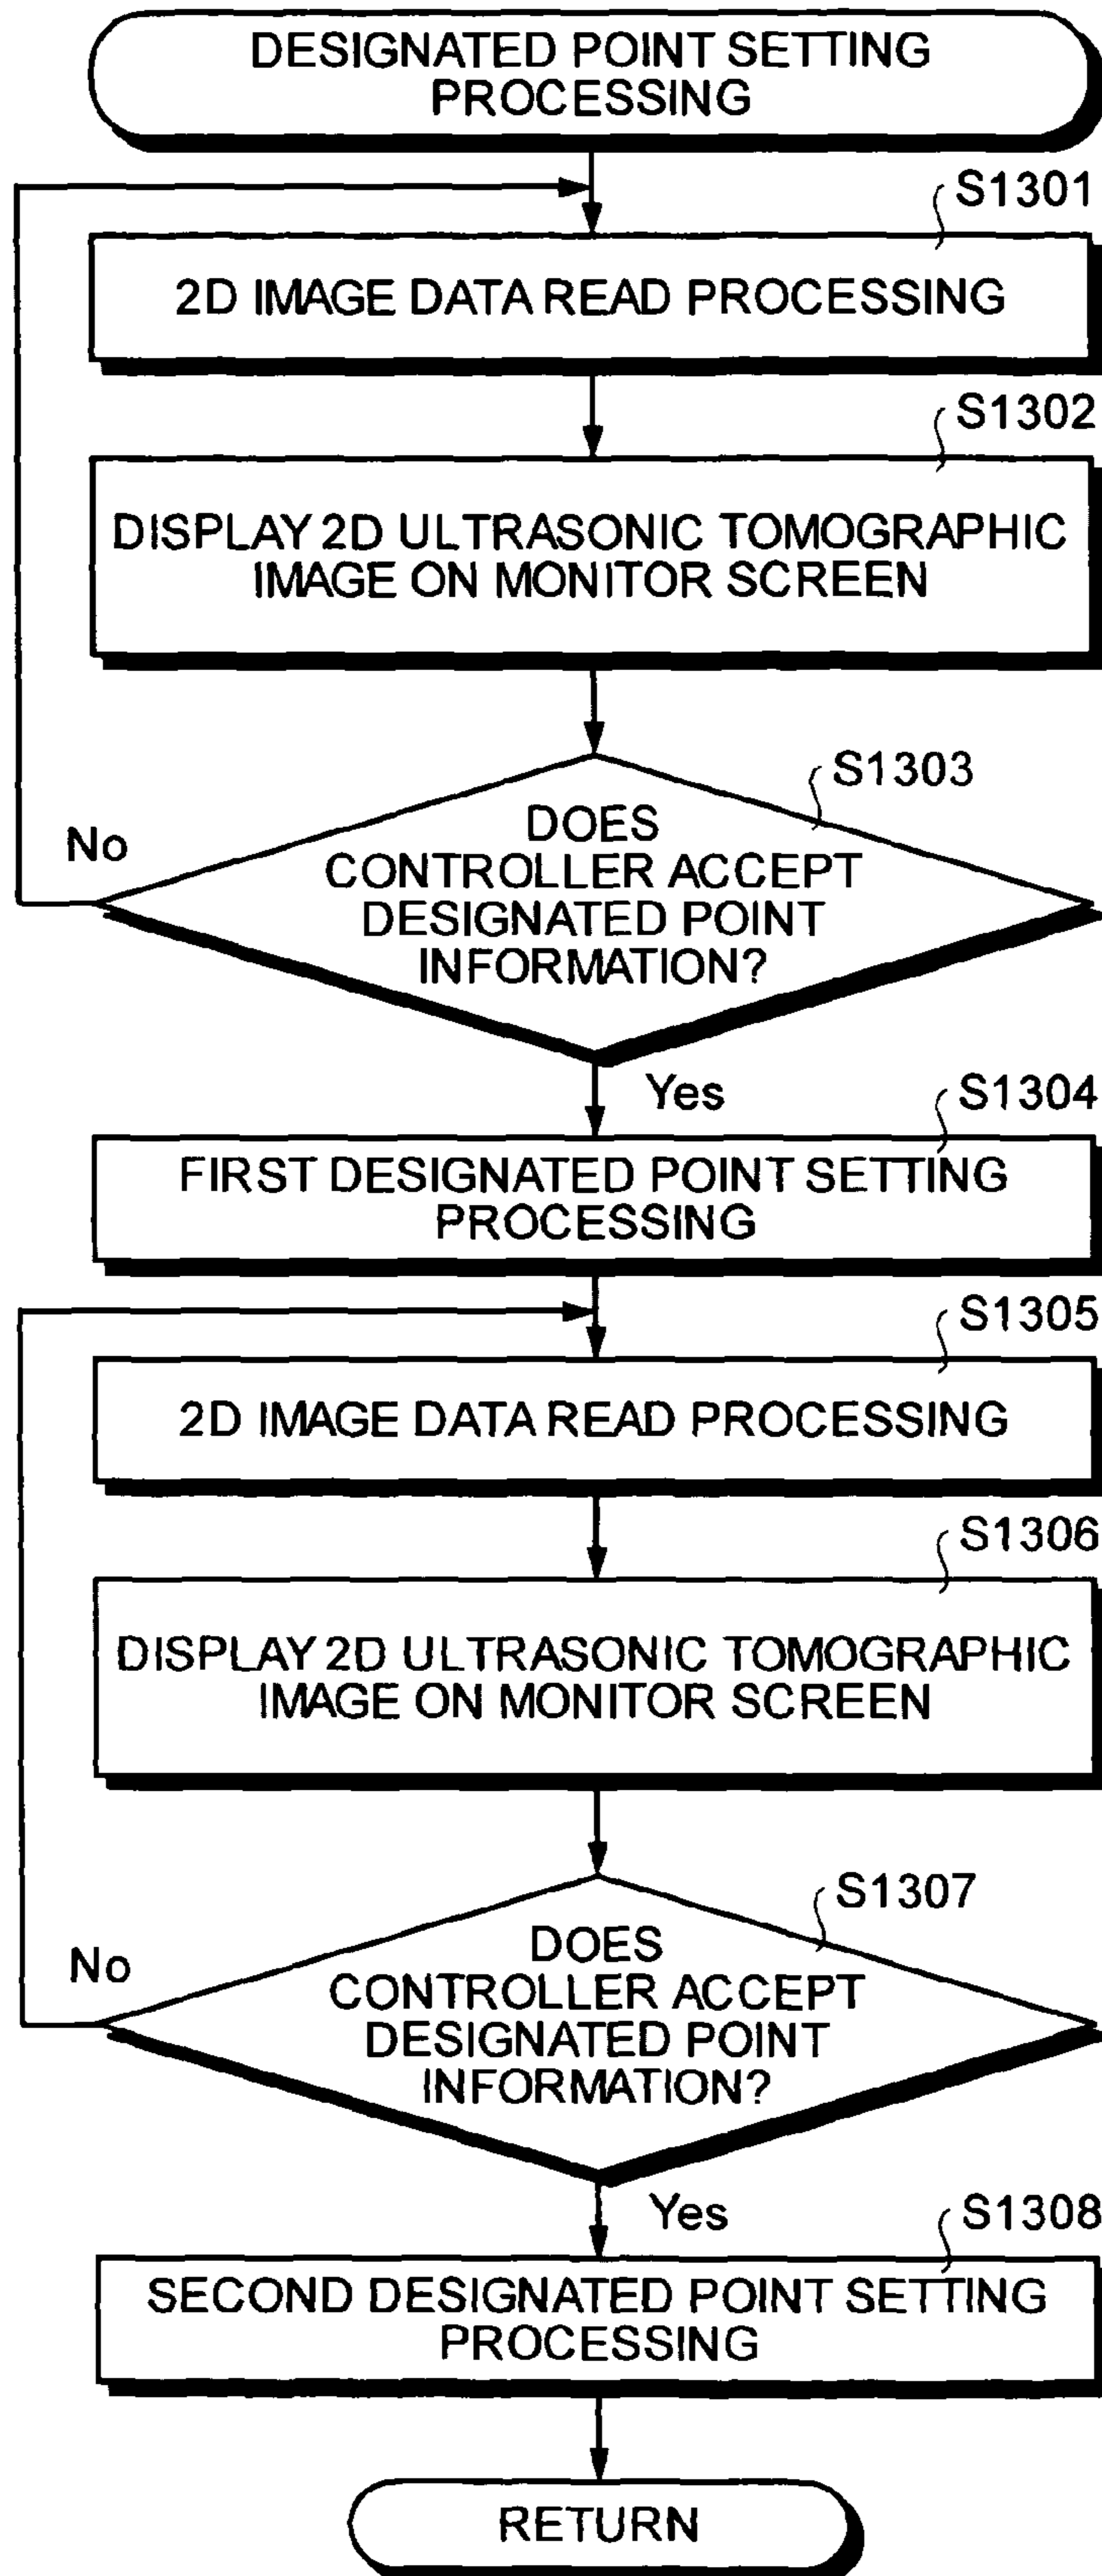 DESIGNATED POINT SETTING
PROCESSING
S1301
2D IMAGE DATA READ PROCESSING
S1302
DISPLAY 2D ULTRASONIC TOMOGRAPHIC
IMAGE ON MONITOR SCREEN
S1303
No
DOES
CONTROLLER ACCEPT
DESIGNATED POINT
INFORMATION?
Yes
S1304
FIRST DESIGNATED POINT SETTING
PROCESSING
S1305
2D IMAGE DATA READ PROCESSING
S1306
DISPLAY 2D ULTRASONIC TOMOGRAPHIC
IMAGE ON MONITOR SCREEN
S1307
No
DOES
CONTROLLER ACCEPT
DESIGNATED POINT
INFORMATION?
Yes
S1308
SECOND DESIGNATED POINT SETTING
PROCESSING
RETURN